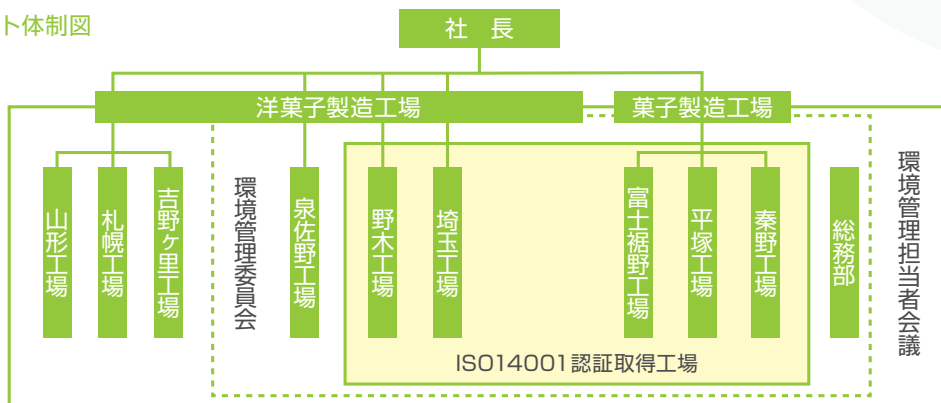 ト体制図
社 長
洋菓子製造工場
菓子製造工場
山形工場
札幌工場
吉野ヶ里工場
環境管理委員会
泉佐野工場
野木工場
埼玉工場
富士裾野工場
平塚工場
秦野工場
総務部
環境管理担当者会議
ISO14001認証取得工場